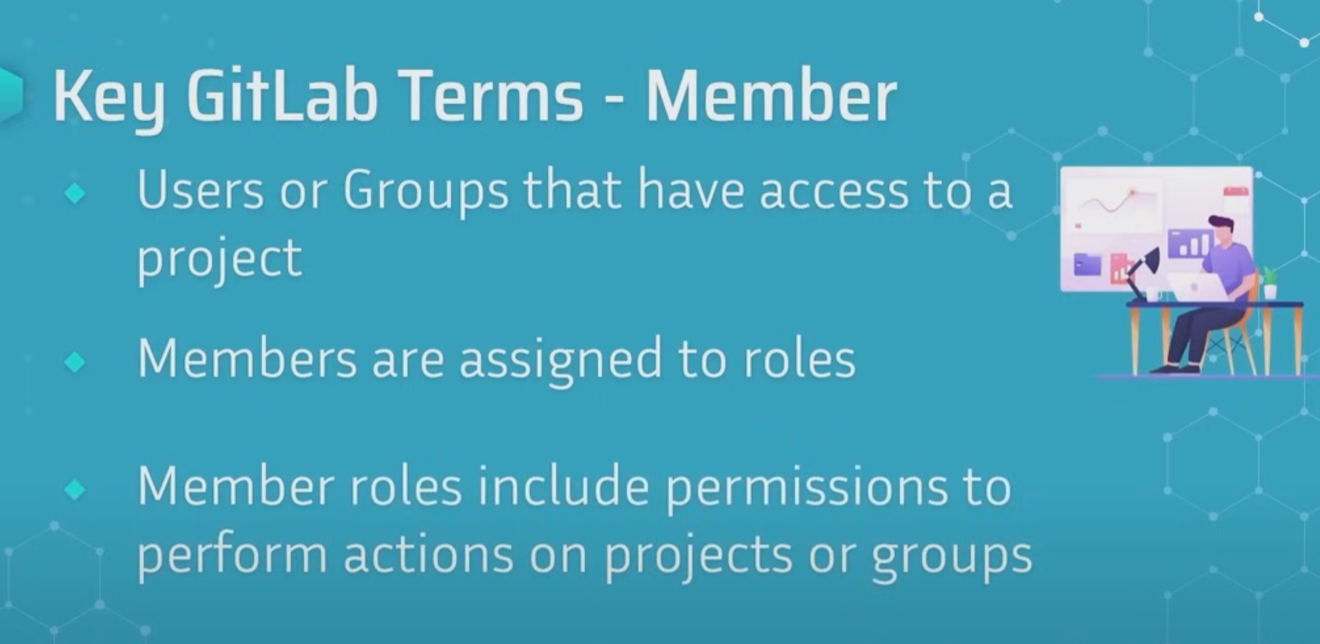 Key GitLab Terms - Member
Users or Groups that have access to a
project
Members are assigned to roles
Member roles include permissions to
perform actions on projects or groups